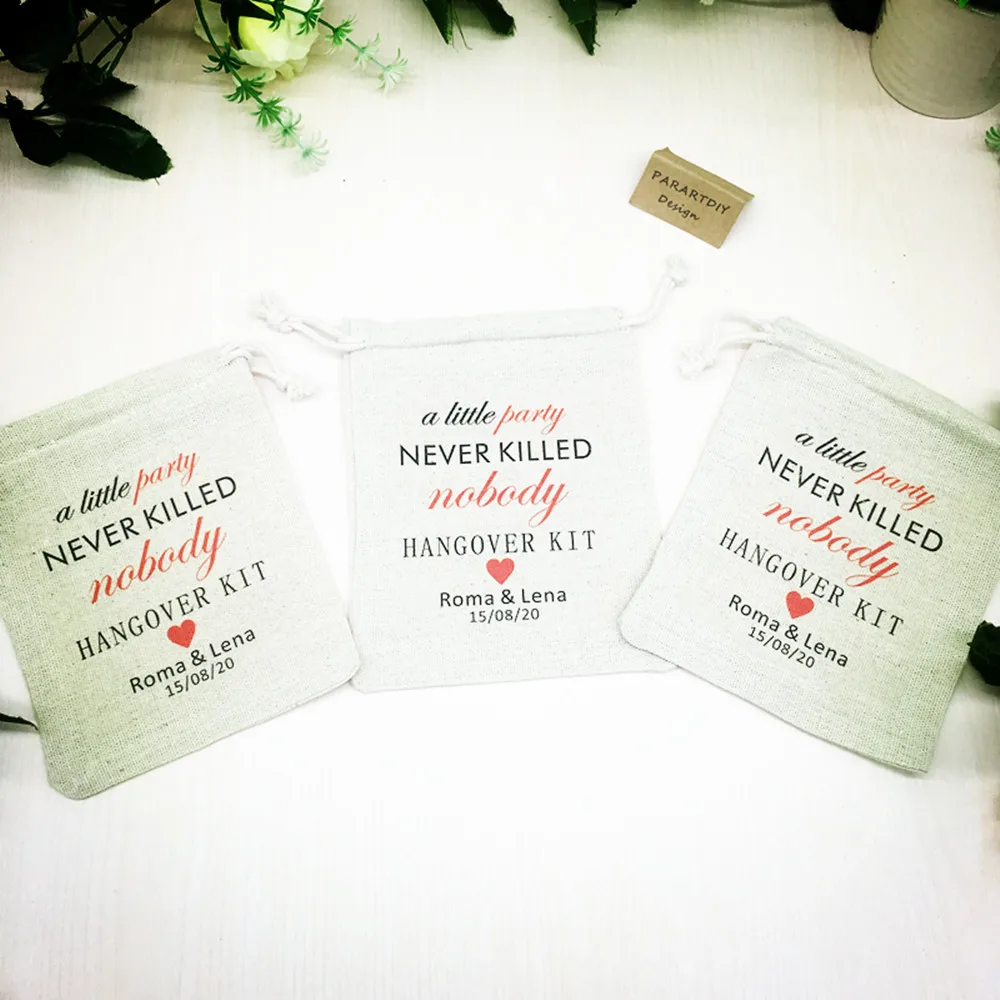 PARARTDIY
Design
a little party
NEVER KILLED
nobody
HANGOVER KIT
Roma & Lena
15/08/20
a little party
NEVER KILLED
nobody
HANGOVER KIT
Roma & Lena
15/08/20
a little party
NEVER KILLED
nobody
HANGOVER KIT
Roma & Lena
15/08/20